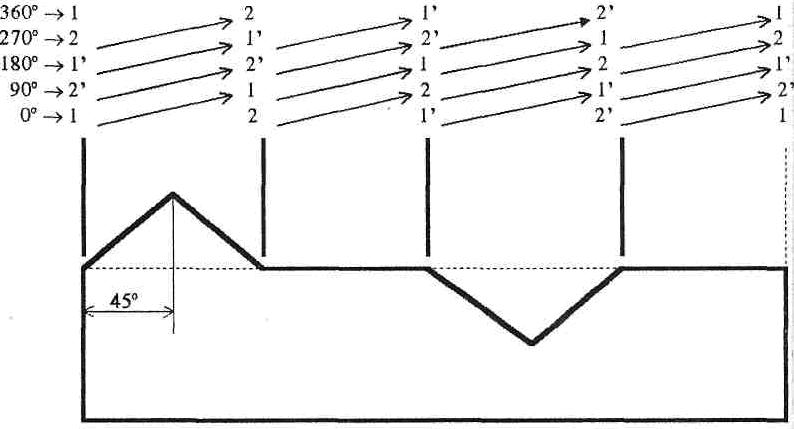 360° → 1 2 1' 2' 1
270° → 2 1' 2' 1 2
180° → 1' 2' 1 2 1'
90° → 2' 1 2 1' 2'
0° → 1 2 1' 2' 1
45°